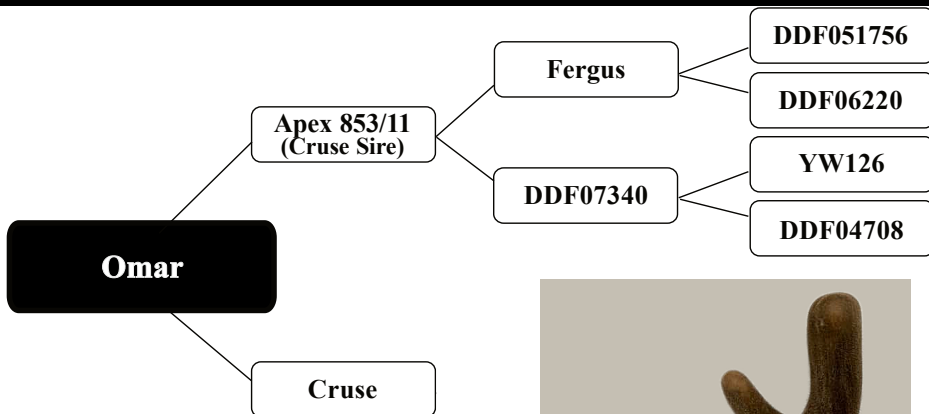 DDF051756
Fergus
DDF06220
Apex 853/11
(Cruse Sire)
YW126
DDF07340
DDF04708
Omar
Cruse